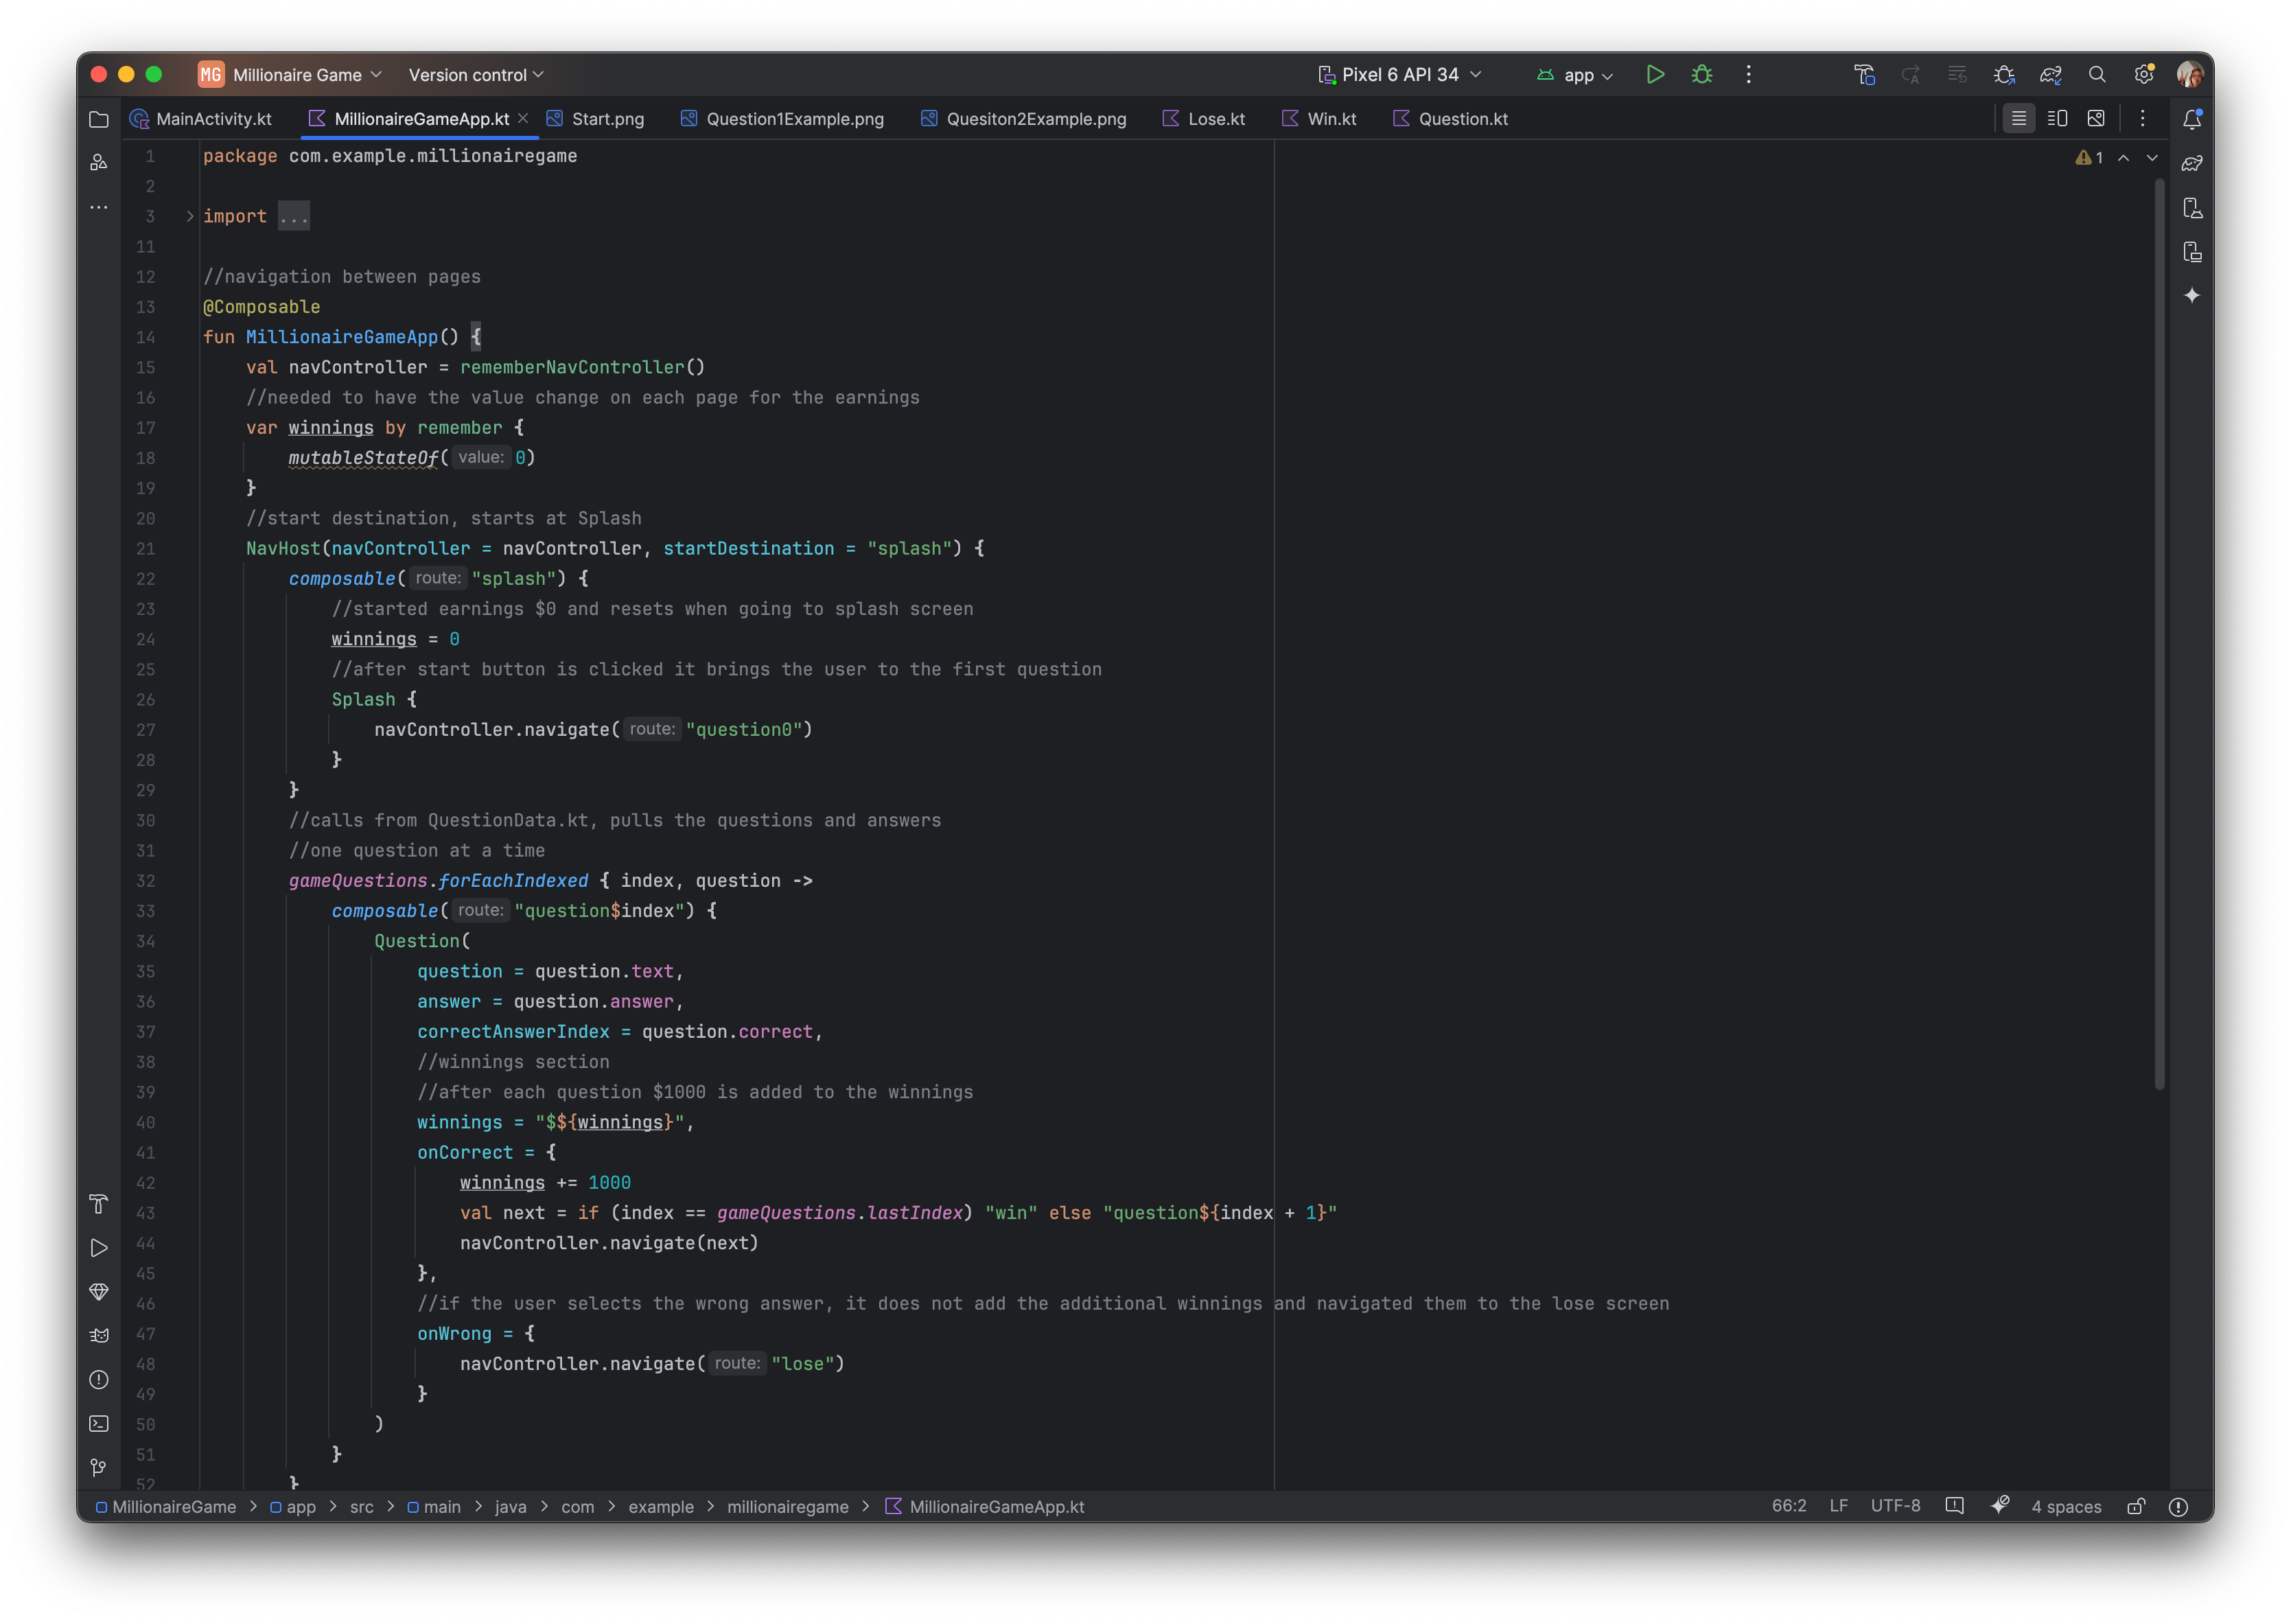 MG Millionaire Game Version control Pixel 6 API 34 app
MainActivity.kt MillionaireGameApp.kt Start.png Question1Example.png Quesiton2Example.png Lose.kt Win.kt Question.kt
1 package com.example.millionairegame 1
2
3 import ...
11
12 //navigation between pages
13 @Composable
14 fun MillionaireGameApp() {
15 val navController = rememberNavController()
16 //needed to have the value change on each page for the earnings
17 var winnings by remember {
18 mutableStateOf( value: 0)
19 }
20 //start destination, starts at Splash
21 NavHost(navController = navController, startDestination = "splash") {
22 composable( route: "splash") {
23 //started earnings $0 and resets when going to splash screen
24 winnings = 0
25 //after start button is clicked it brings the user to the first question
26 Splash {
27 navController.navigate( route: "question0")
28 }
29 }
30 //calls from QuestionData.kt, pulls the questions and answers
31 //one question at a time
32 gameQuestions.forEachIndexed { index, question ->
33 composable( route: "question$index") {
34 Question(
35 question = question.text,
36 answer = question.answer,
37 correctAnswerIndex = question.correct,
38 //winnings section
39 //after each question $1000 is added to the winnings
40 winnings = "$${winnings}",
41 onCorrect = {
42 winnings += 1000
43 val next = if (index == gameQuestions.lastIndex) "win" else "question${index + 1}"
44 navController.navigate(next)
45 },
46 //if the user selects the wrong answer, it does not add the additional winnings and navigated them to the lose screen
47 onWrong = {
48 navController.navigate( route: "lose")
49 }
50 )
51 }
52 }
MillionaireGame > app > src > main > java > com > example > millionairegame > MillionaireGameApp.kt 66:2 LF UTF-8 4 spaces